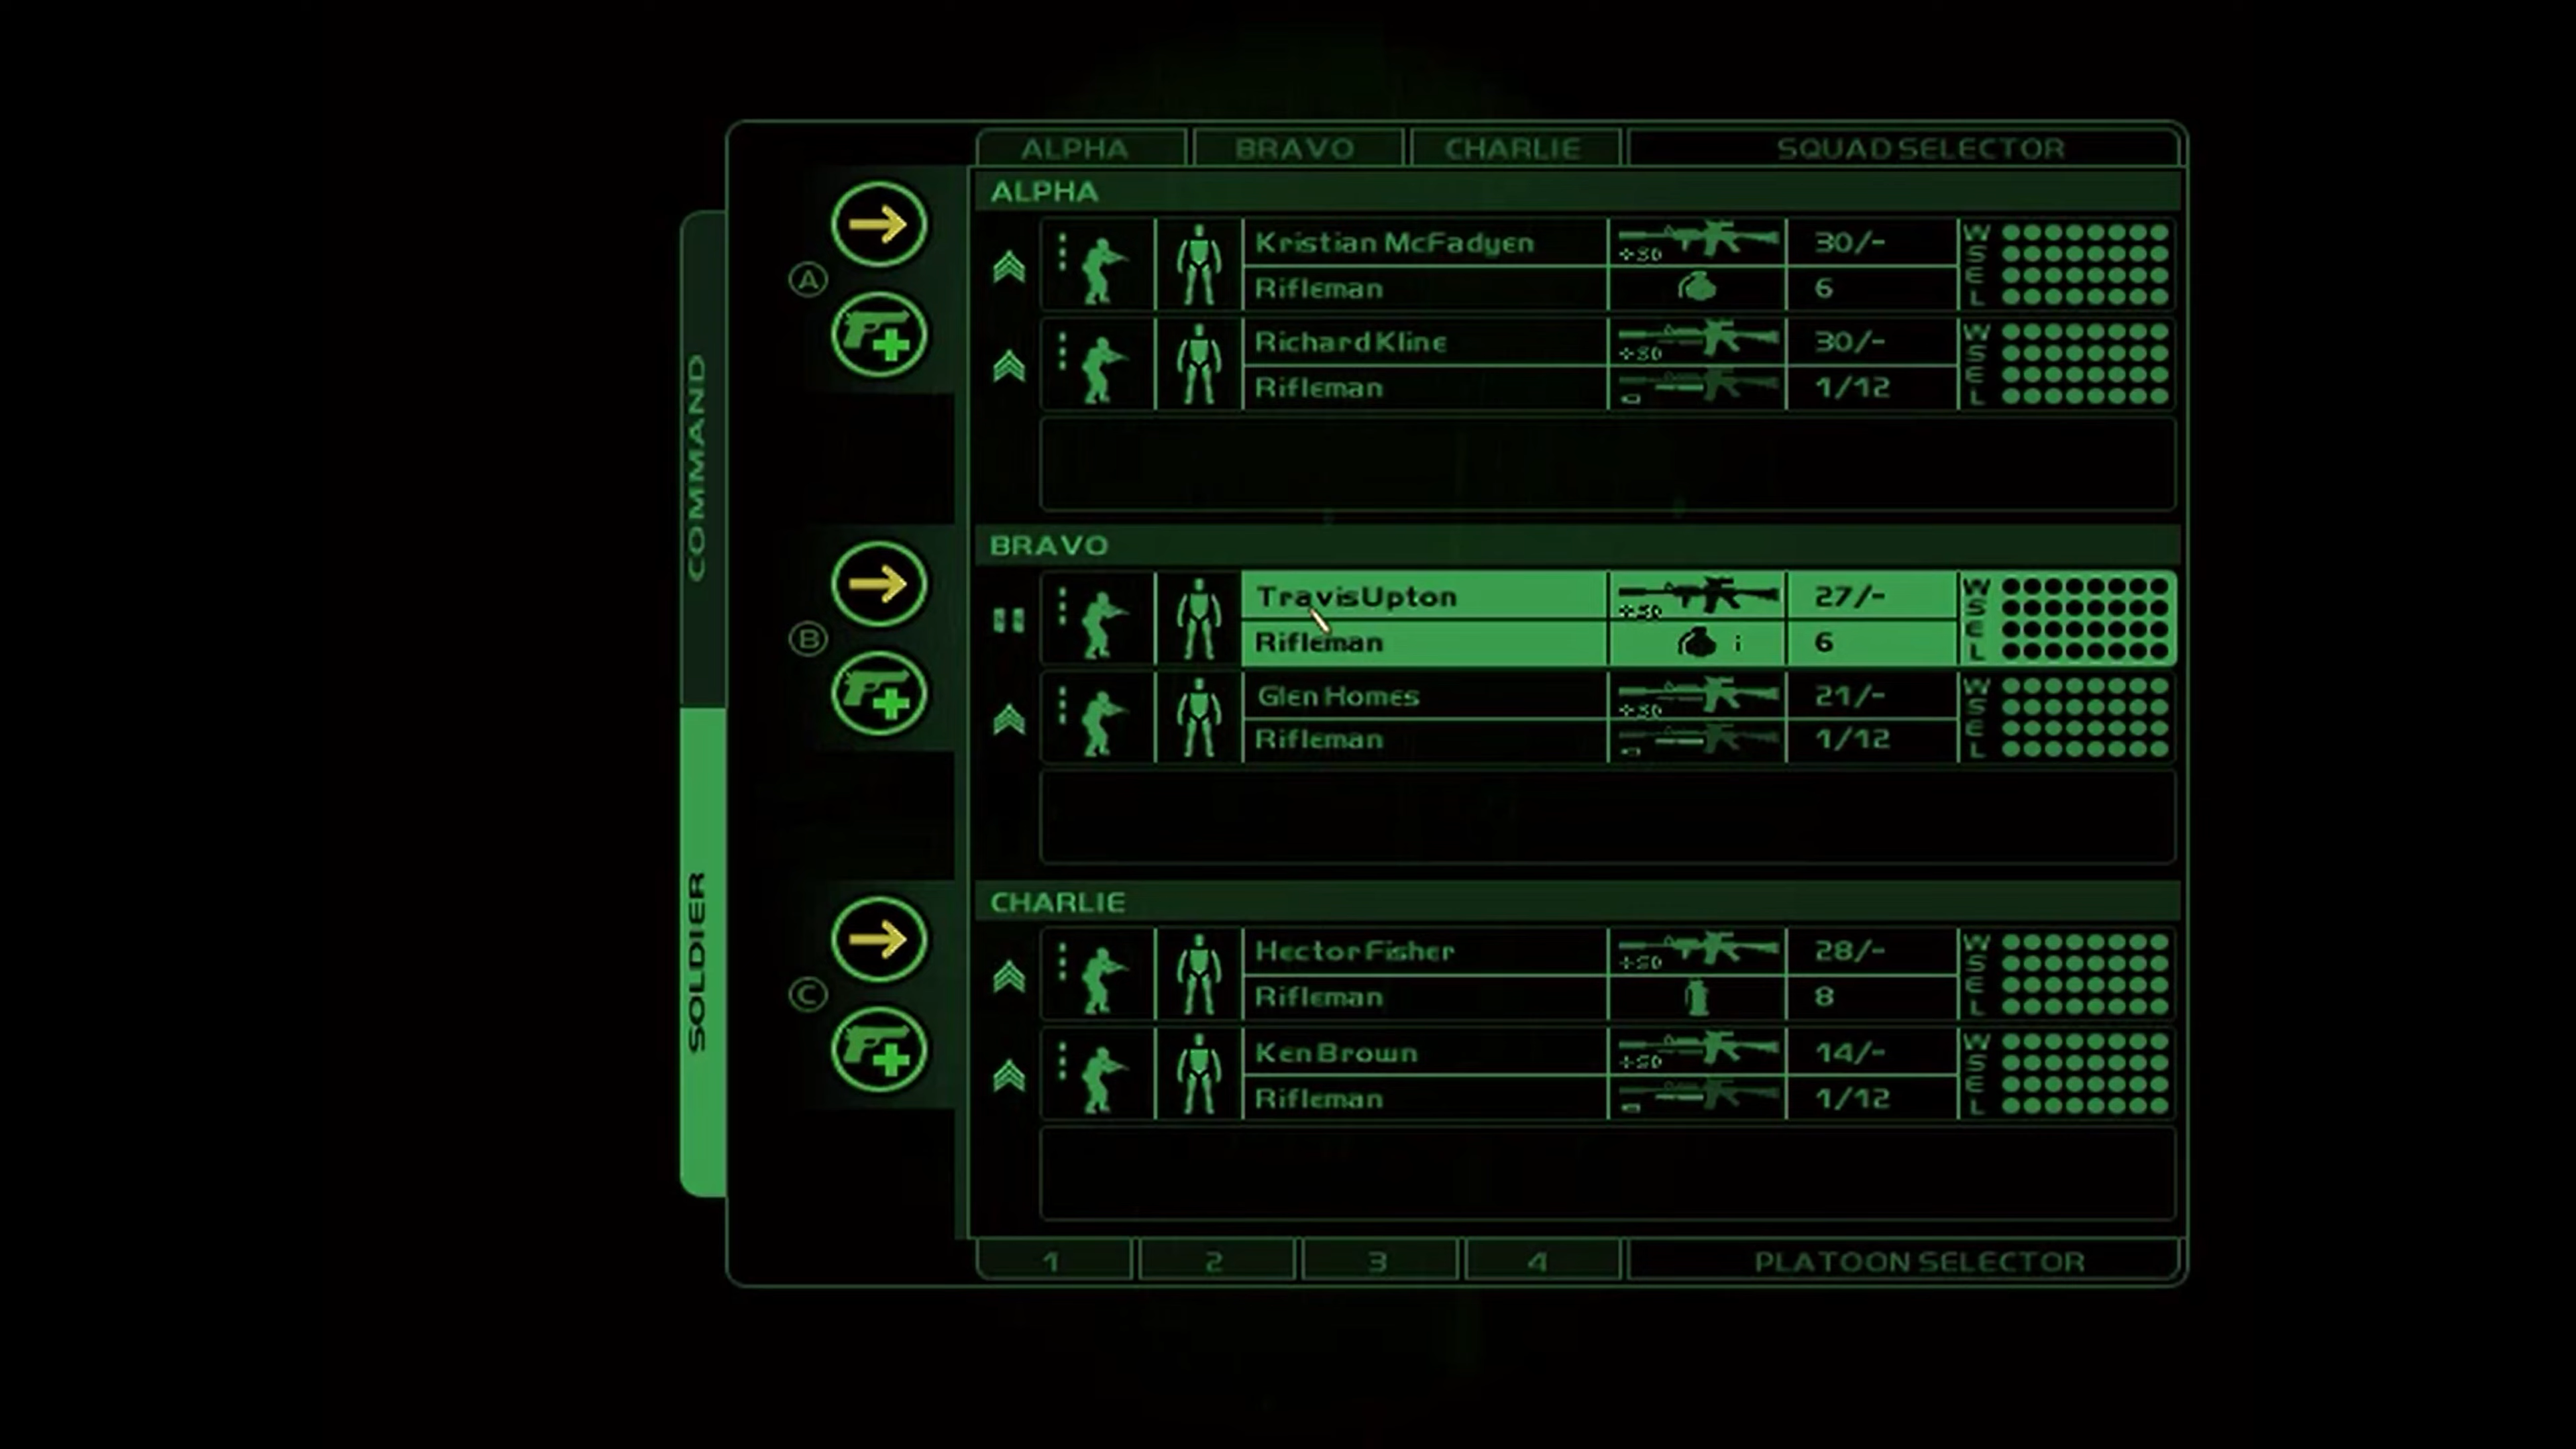 ALPHA BRAVO CHARLIE SQUAD SELECTOR
COMMAND
SOLDIER
ALPHA
A
Kristian McFadyen 30/- W
Rifleman 6 S E L
Richard Kline 30/- W
Rifleman 1/12 S E L
BRAVO
B
Travis Upton 27/- W
Rifleman 6 S E L
Glen Homes 21/- W
Rifleman 1/12 S E L
CHARLIE
C
Hector Fisher 28/- W
Rifleman 8 S E L
Ken Brown 14/- W
Rifleman 1/12 S E L
1 2 3 4 PLATOON SELECTOR